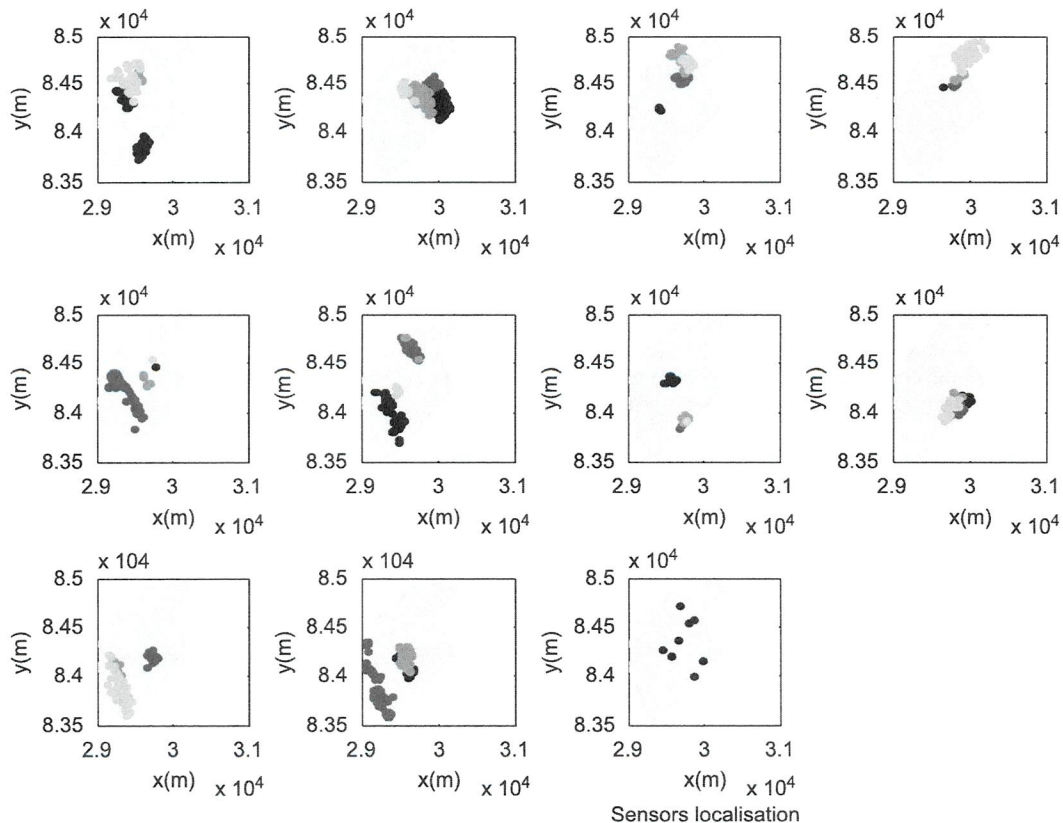 x 10⁴ x 10⁴ x 10⁴ x 10⁴
8.5 8.5 8.5 8.5
8.45 8.45 8.45 8.45
y(m) y(m) y(m) y(m)
8.4 8.4 8.4 8.4
8.35 8.35 8.35 8.35
2.9 3 3.1 2.9 3 3.1 2.9 3 3.1 2.9 3 3.1
x(m) x 10⁴ x(m) x 10⁴ x(m) x 10⁴ x(m) x 10⁴
x 10⁴ x 10⁴ x 10⁴ x 10⁴
8.5 8.5 8.5 8.5
8.45 8.45 8.45 8.45
y(m) y(m) y(m) y(m)
8.4 8.4 8.4 8.4
8.35 8.35 8.35 8.35
2.9 3 3.1 2.9 3 3.1 2.9 3 3.1 2.9 3 3.1
x(m) x 10⁴ x(m) x 10⁴ x(m) x 10⁴ x(m) x 10⁴
x 104 x 104 x 10⁴
8.5 8.5 8.5
8.45 8.45 8.45
y(m) y(m) y(m)
8.4 8.4 8.4
8.35 8.35 8.35
2.9 3 3.1 2.9 3 3.1 2.9 3 3.1
x(m) x 10⁴ x(m) x 10⁴ x(m) x 10⁴
Sensors localisation